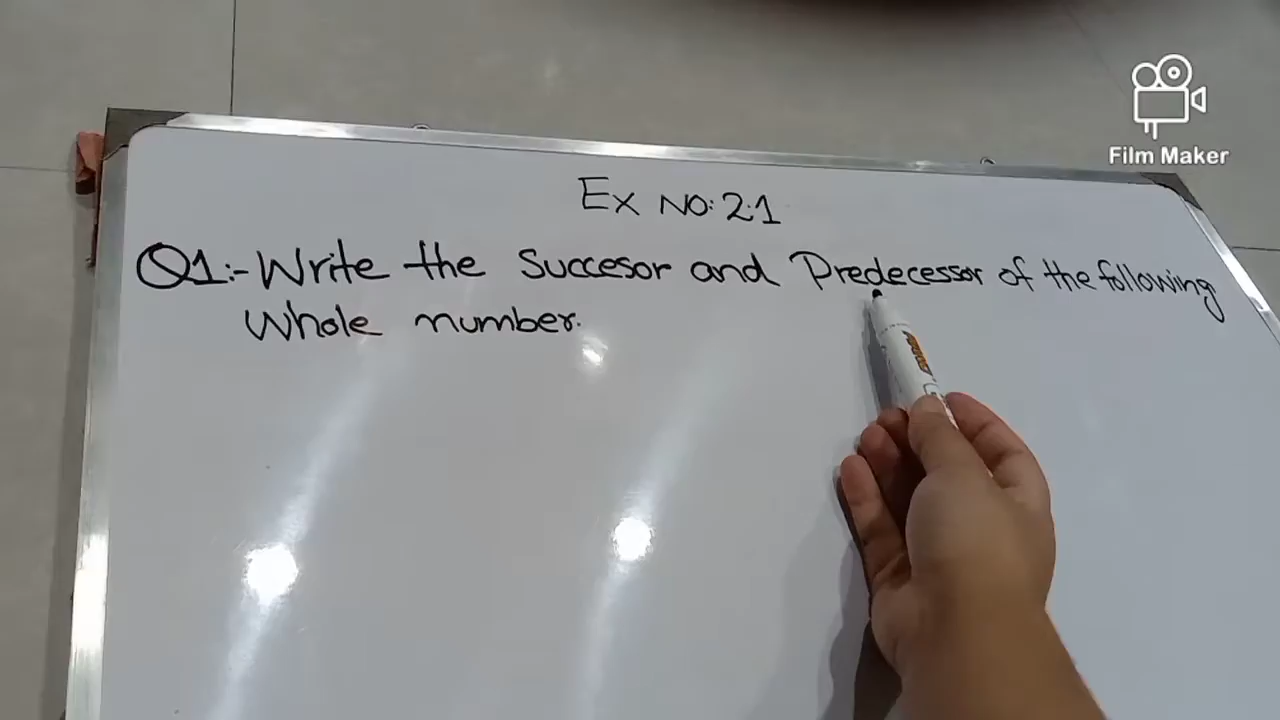 Film Maker
Ex NO: 2.1
Q1:- Write the Succesor and Predecessor of the following
Whole number.